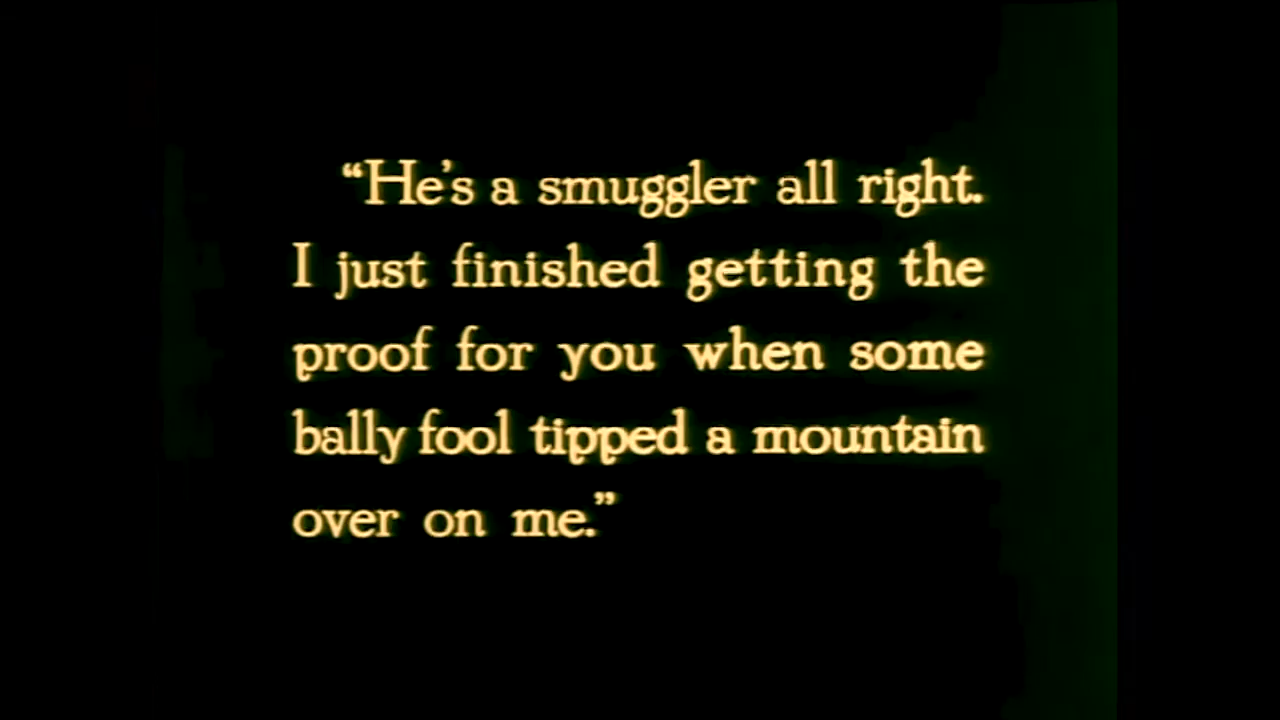 “He’s a smuggler all right.
I just finished getting the
proof for you when some
bally fool tipped a mountain
over on me.”